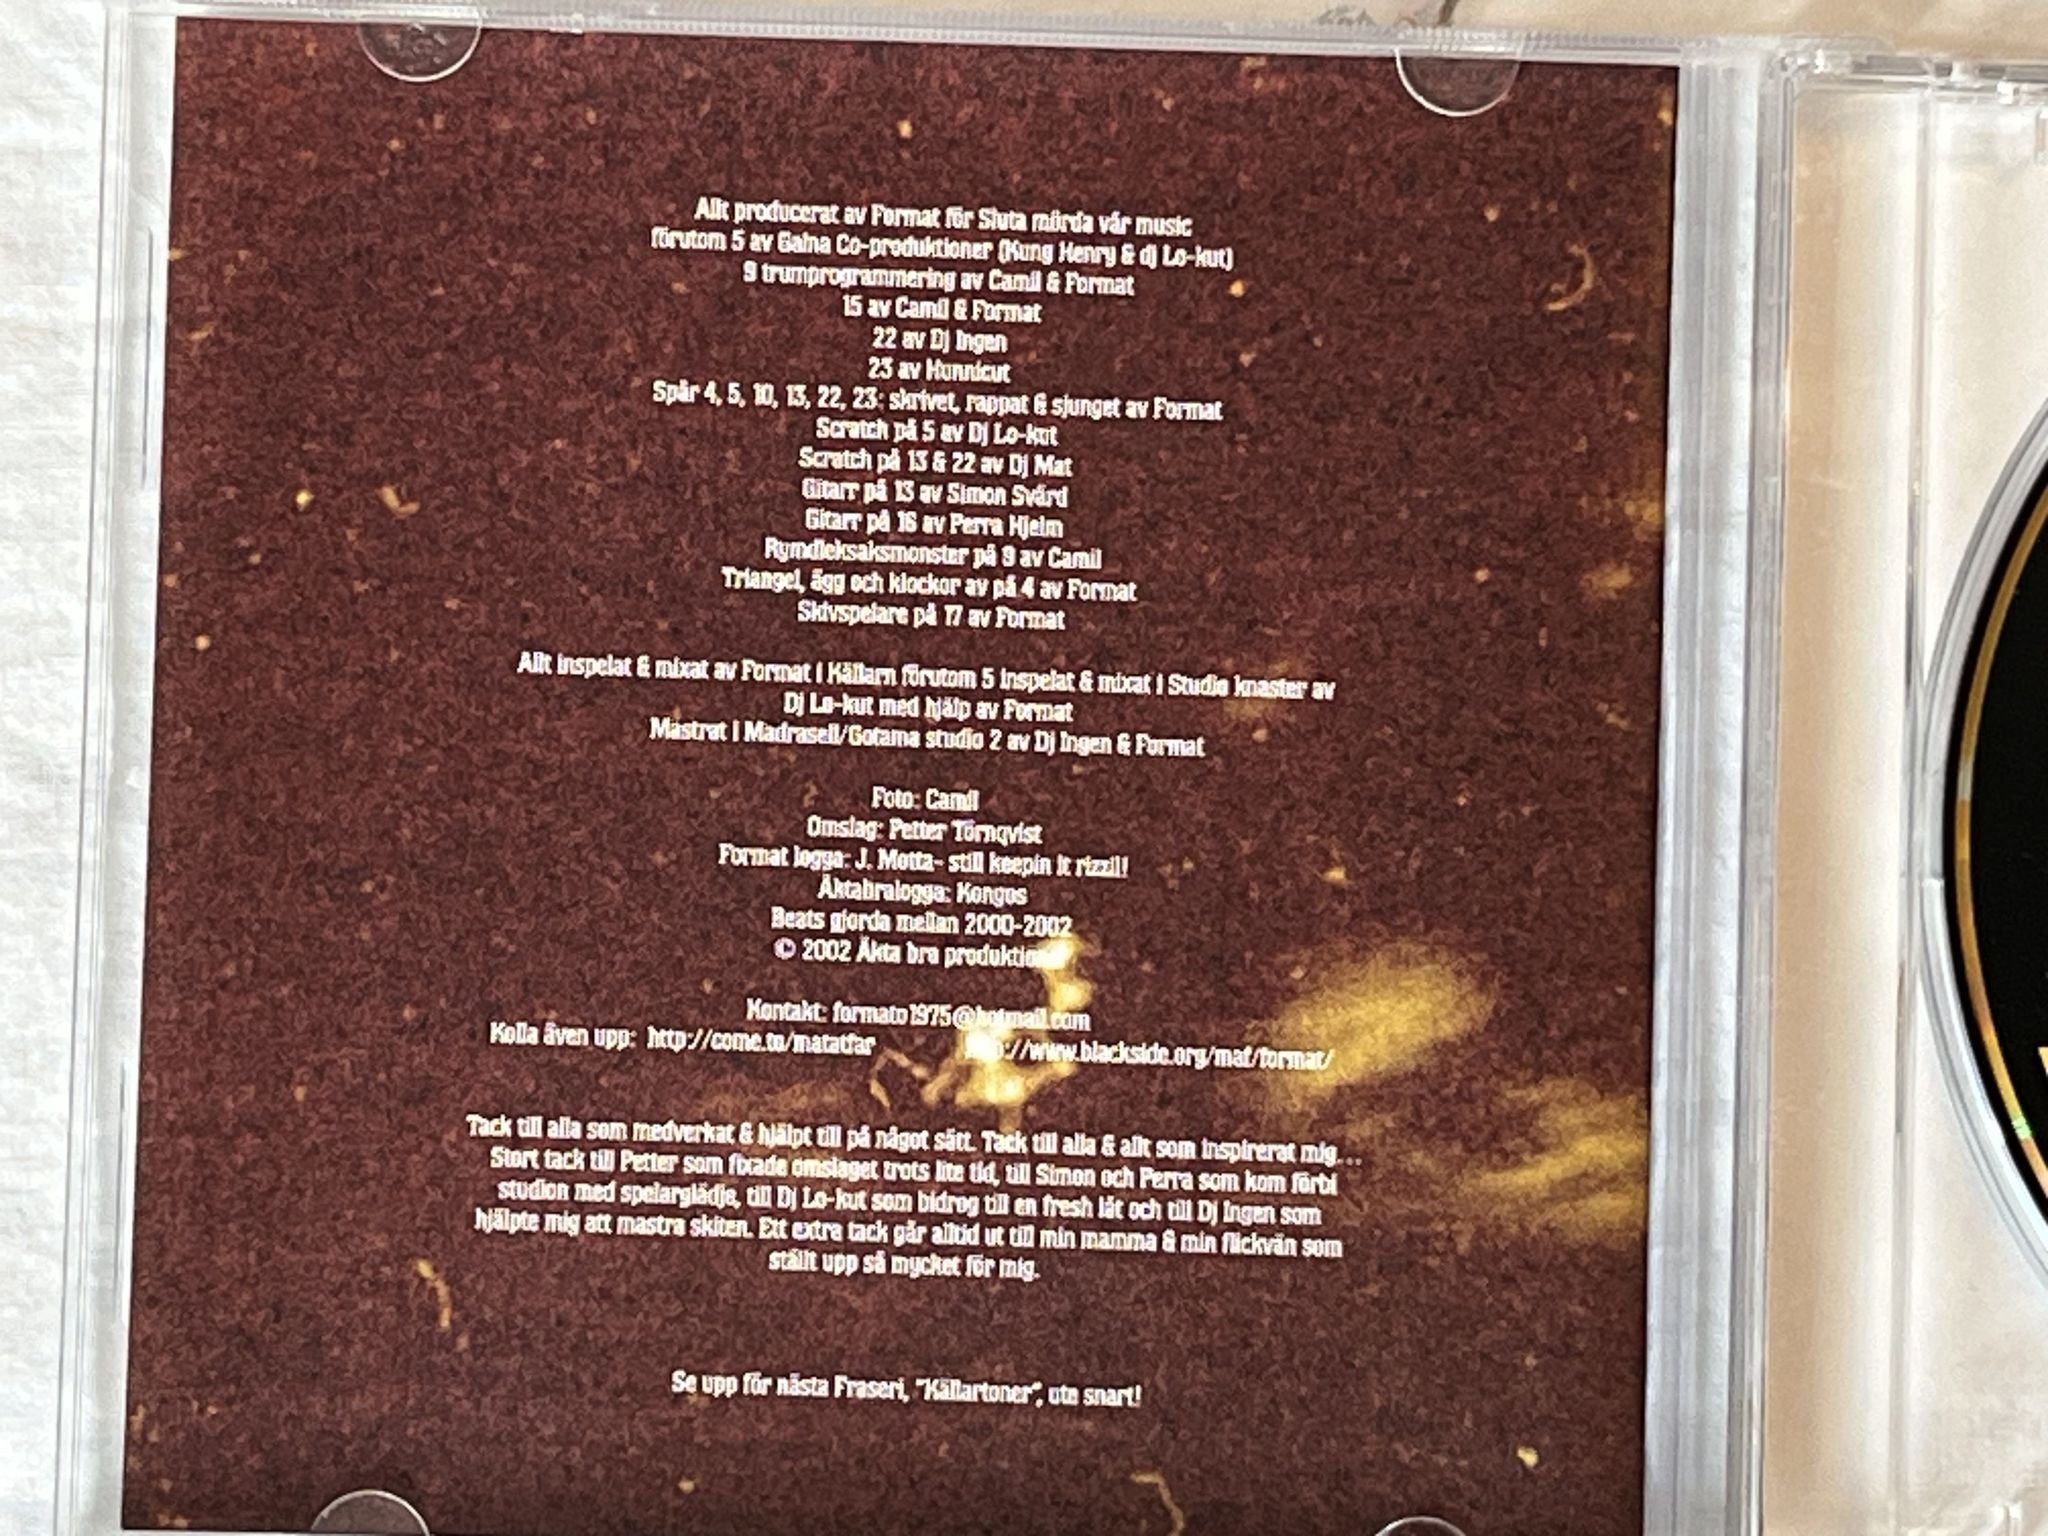 Allt producerat av Format för Sluta mörda vår music
förutom 5 av Gaina Co-produktioner (Kung Henry & dj Lo-kut)
9 trumprogrammering av Camil & Format
15 av Camil & Format
22 av Dj Ingen
23 av Hunnicut
Spår 4, 5, 10, 13, 22, 23: skrivet, rappat & sjunget av Format
Scratch på 5 av Dj Lo-kut
Scratch på 13 & 22 av Dj Mat
Gitarr på 13 av Simon Svärd
Gitarr på 16 av Perra Hjelm
Rymdleksaksmonster på 9 av Camil
Triangel, ägg och klockor av på 4 av Format
Skivspelare på 17 av Format
Allt inspelat & mixat av Format i Källarn förutom 5 inspelat & mixat i Studio knaster av
Dj Lo-kut med hjälp av Format
Mastrat i Madrasell/Gotama studio 2 av Dj Ingen & Format
Foto: Camil
Omslag: Petter Törnqvist
Format logga: J. Motta- still keepin it rizzil!
Äktabralogga: Kongos
Beats gjorda mellan 2000-2002
© 2002 Äkta bra
Kontakt: formato1975@hotmail.com
Kolla även upp: http://come.to/matatfar ://www.blackside.org/maf/format/
Tack till alla som medverkat & hjälpt till på något sätt. Tack till alla & allt som inspirerat mig...
Stort tack till Petter som fixade omslaget trots lite tid, till Simon och Perra som kom förbi
studion med spelarglädje, till Dj Lo-kut som bidrog till en fresh låt och till Dj Ingen som
hjälpte mig att mastra skiten. Ett extra tack går alltid ut till min mamma & min flickvän som
ställt upp så mycket för mig.
Se upp för nästa Fraseri, "Källartoner", ute snart!